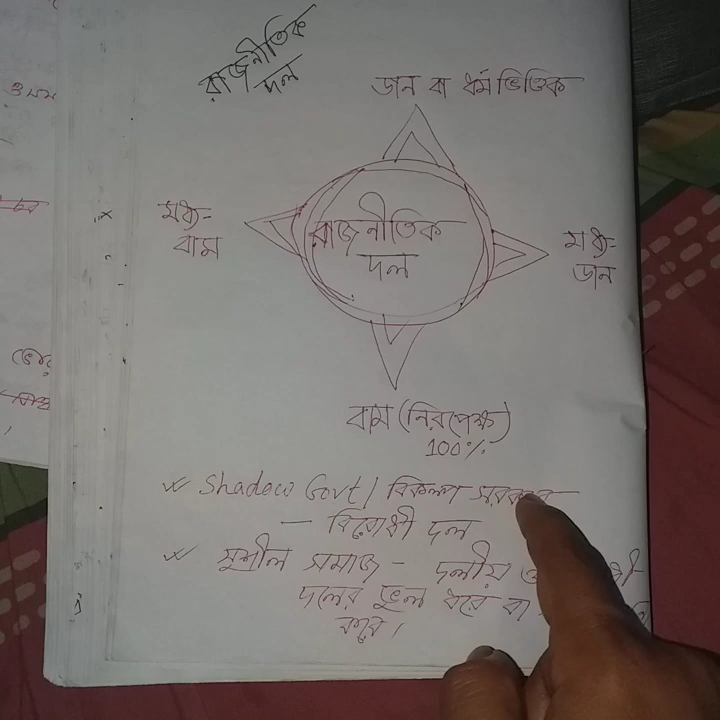 রাজনীতিক
দল
ডান বা ধর্মভিত্তিক
মধ্য-
বাম
রাজনীতিক
দল
মধ্য-
ডান
বাম (নিরপেক্ষ)
100%
Shadow Govt / বিকল্প সরকার
— বিরোধী দল
সুশীল সমাজ — দলীয় ও
দলের ভুল ধরে বা
করে।